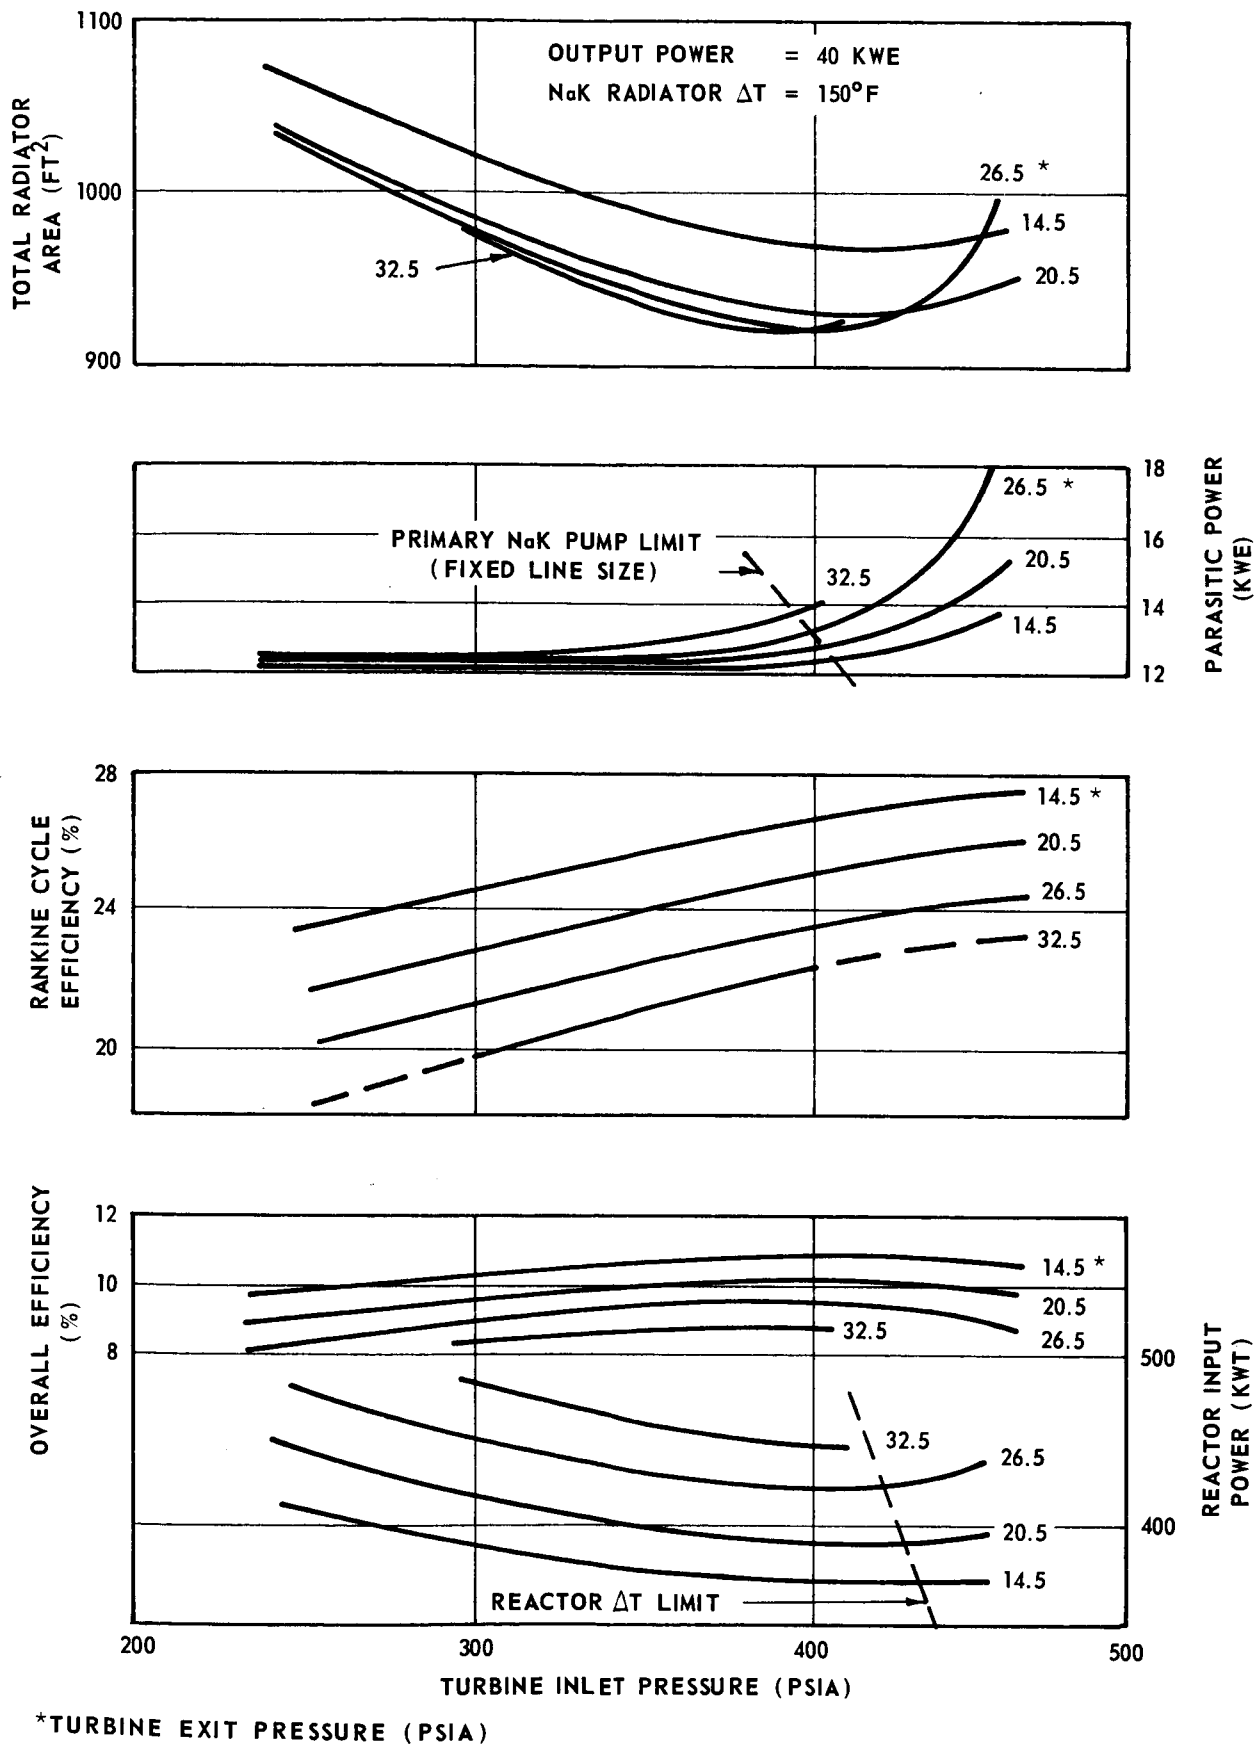 1100
1000
900
TOTAL RADIATOR
AREA (FT²)
OUTPUT POWER = 40 KWE
NaK RADIATOR ΔT = 150°F
26.5 *
14.5
20.5
32.5
18
16
14
12
PARASITIC POWER
(KWE)
PRIMARY NaK PUMP LIMIT
(FIXED LINE SIZE)
26.5 *
20.5
32.5
14.5
28
24
20
RANKINE CYCLE
EFFICIENCY (%)
14.5 *
20.5
26.5
32.5
12
10
8
OVERALL EFFICIENCY
(%)
14.5 *
20.5
32.5
26.5
500
400
REACTOR INPUT
POWER (KWT)
32.5
26.5
20.5
14.5
REACTOR ΔT LIMIT
200 300 400 500
TURBINE INLET PRESSURE (PSIA)
*TURBINE EXIT PRESSURE (PSIA)